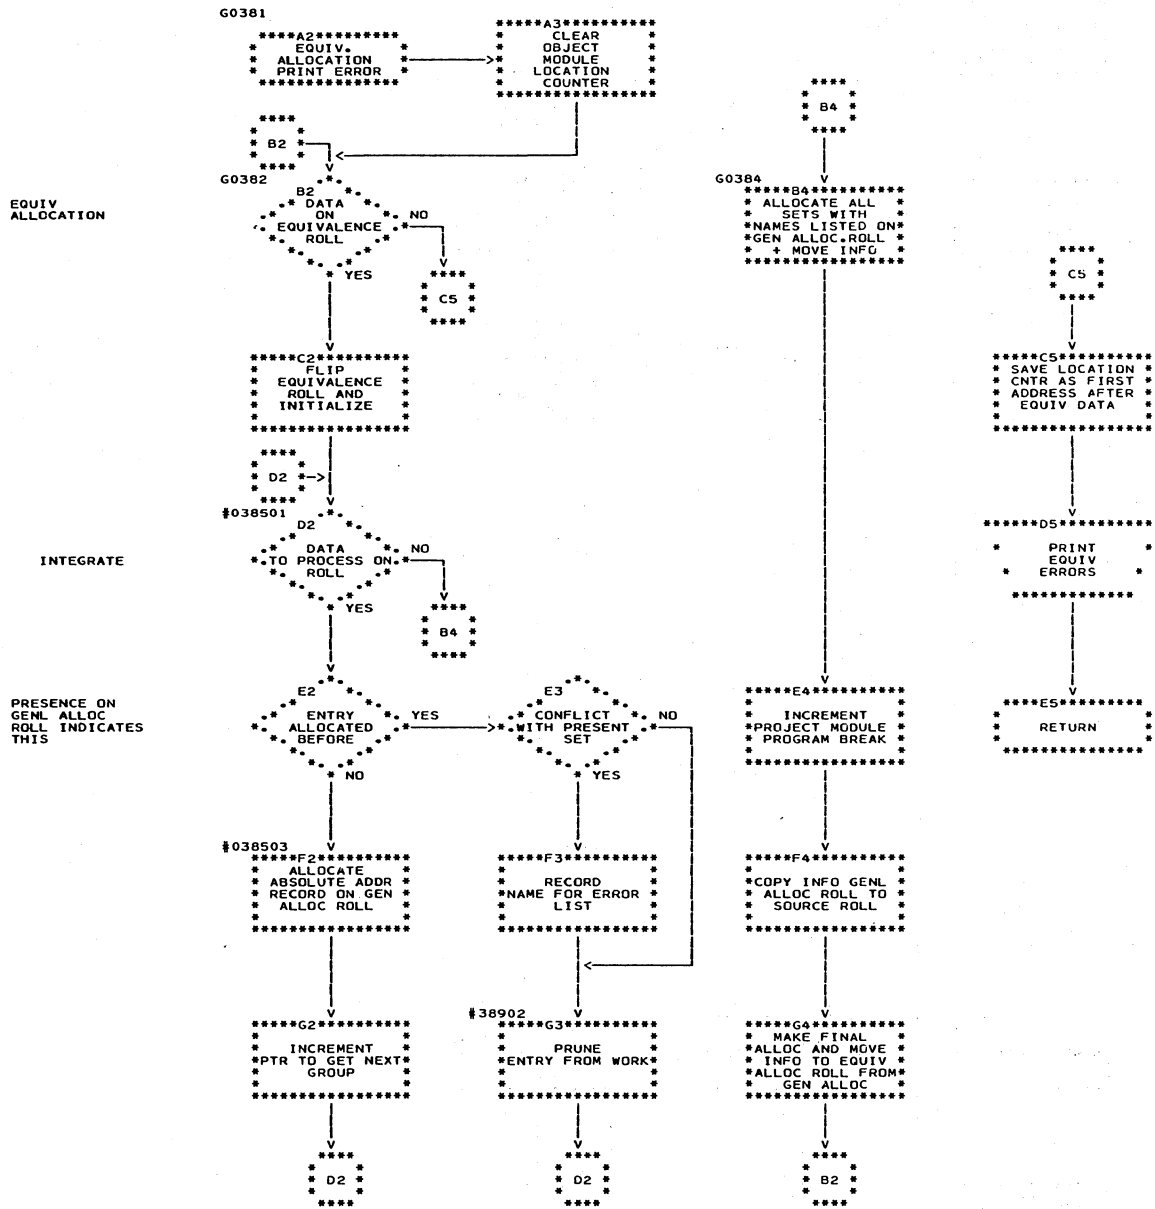 G0381
A2
EQUIV.
ALLOCATION
PRINT ERROR
A3
CLEAR
OBJECT
MODULE
LOCATION
COUNTER
B2
B4
G0382
EQUIV
ALLOCATION
B2
DATA
ON
EQUIVALENCE
ROLL
NO
YES
C5
G0384
B4
ALLOCATE ALL
SETS WITH
NAMES LISTED ON
GEN ALLOC.ROLL
+ MOVE INFO
C5
C2
FLIP
EQUIVALENCE
ROLL AND
INITIALIZE
C5
SAVE LOCATION
CNTR AS FIRST
ADDRESS AFTER
EQUIV DATA
D2
#038501
INTEGRATE
D2
DATA
TO PROCESS ON
ROLL
NO
YES
B4
D5
PRINT
EQUIV
ERRORS
PRESENCE ON
GENL ALLOC
ROLL INDICATES
THIS
E2
ENTRY
ALLOCATED
BEFORE
YES
NO
E3
CONFLICT
WITH PRESENT
SET
NO
YES
E4
INCREMENT
PROJECT MODULE
PROGRAM BREAK
E5
RETURN
#038503
F2
ALLOCATE
ABSOLUTE ADDR
RECORD ON GEN
ALLOC ROLL
F3
RECORD
NAME FOR ERROR
LIST
F4
COPY INFO GENL
ALLOC ROLL TO
SOURCE ROLL
G2
INCREMENT
PTR TO GET NEXT
GROUP
#38902
G3
PRUNE
ENTRY FROM WORK
G4
MAKE FINAL
ALLOC AND MOVE
INFO TO EQUIV
ALLOC ROLL FROM
GEN ALLOC
D2
D2
B2